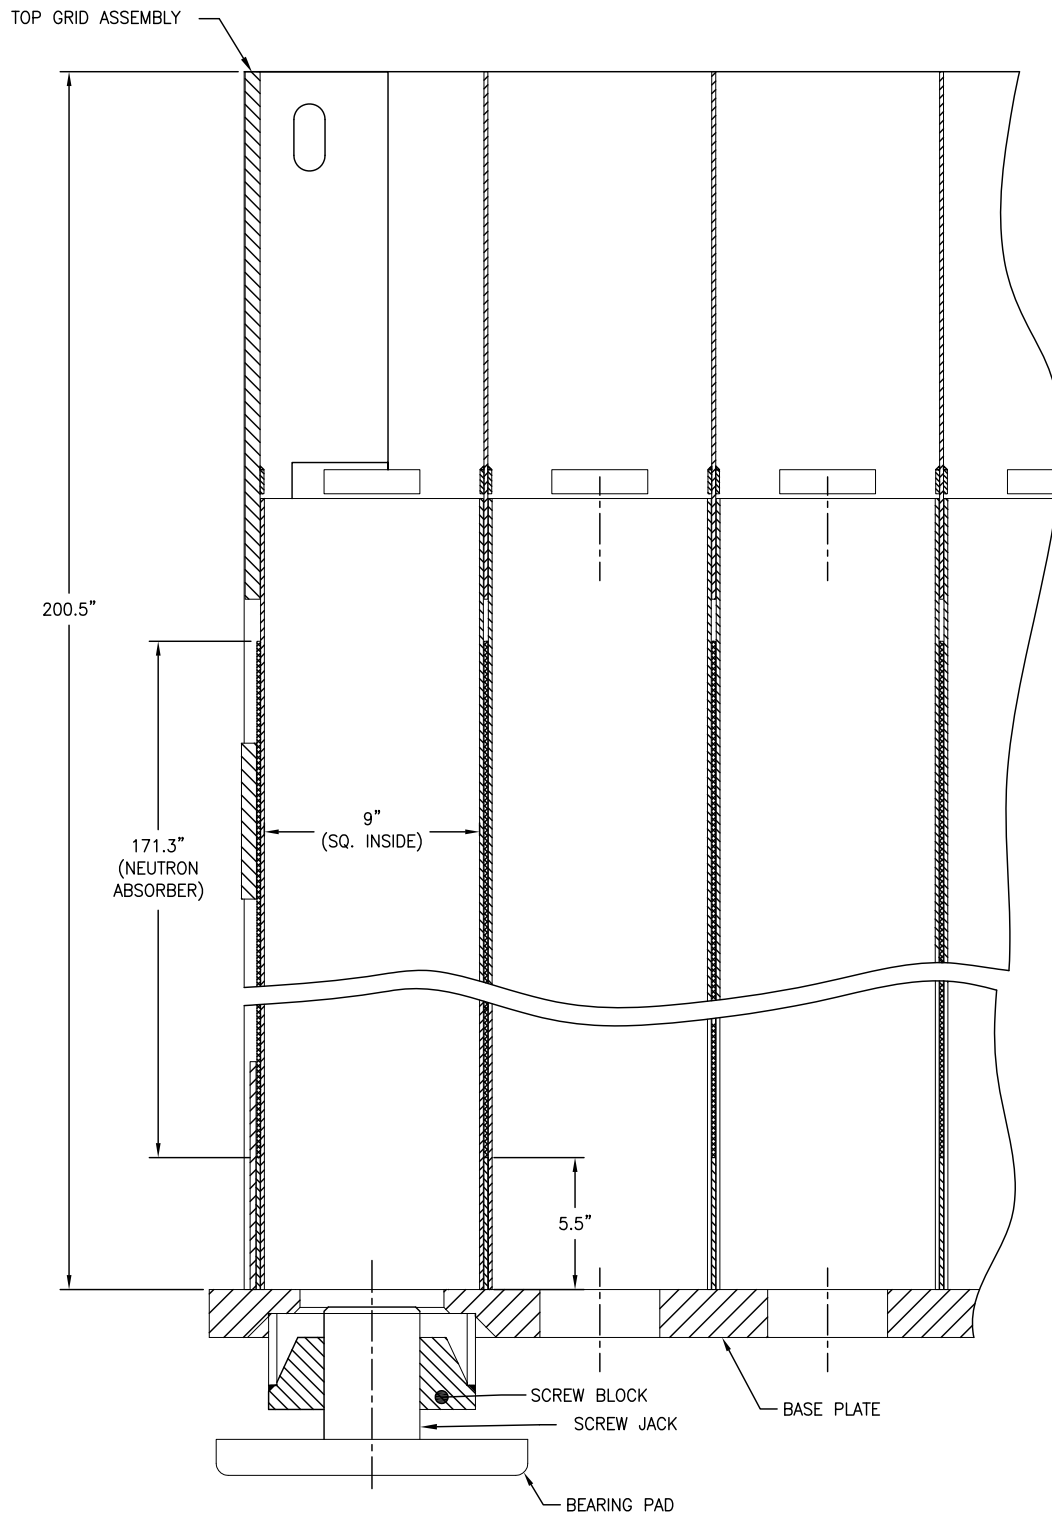 TOP GRID ASSEMBLY
200.5”
9”
(SQ. INSIDE)
171.3”
(NEUTRON
ABSORBER)
5.5”
SCREW BLOCK
BASE PLATE
SCREW JACK
BEARING PAD